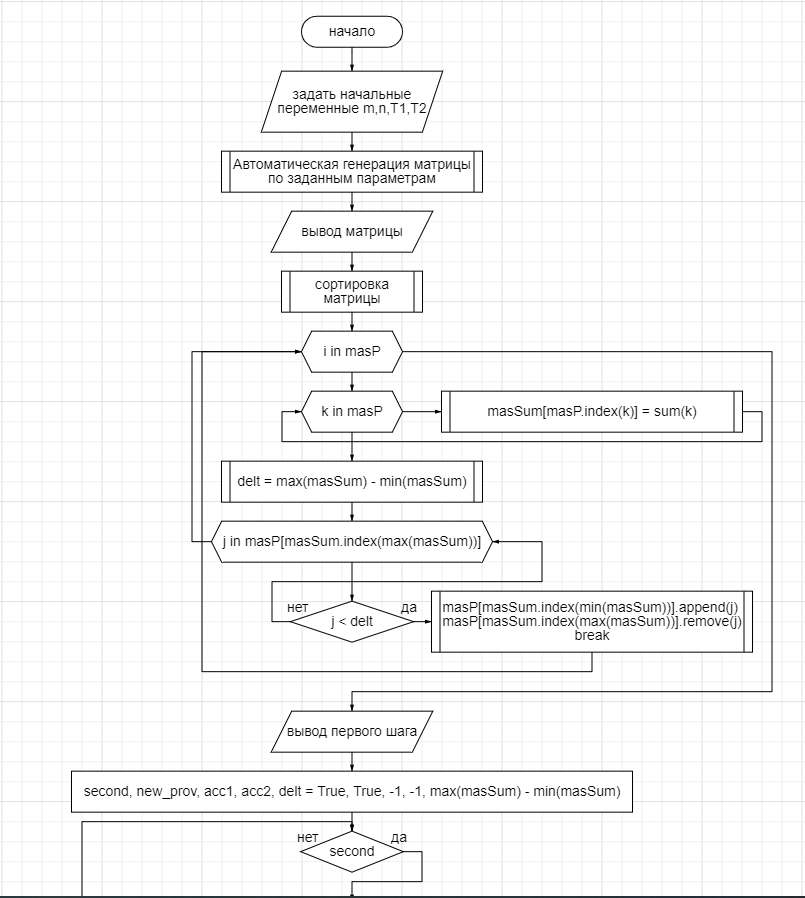 начало
задать начальные
переменные m,n,T1,T2
Автоматическая генерация матрицы
по заданным параметрам
вывод матрицы
сортировка
матрицы
i in masP
k in masP
masSum[masP.index(k)] = sum(k)
delt = max(masSum) - min(masSum)
j in masP[masSum.index(max(masSum))]
нет
да
j < delt
masP[masSum.index(min(masSum))].append(j)
masP[masSum.index(max(masSum))].remove(j)
break
вывод первого шага
second, new_prov, acc1, acc2, delt = True, True, -1, -1, max(masSum) - min(masSum)
нет
да
second